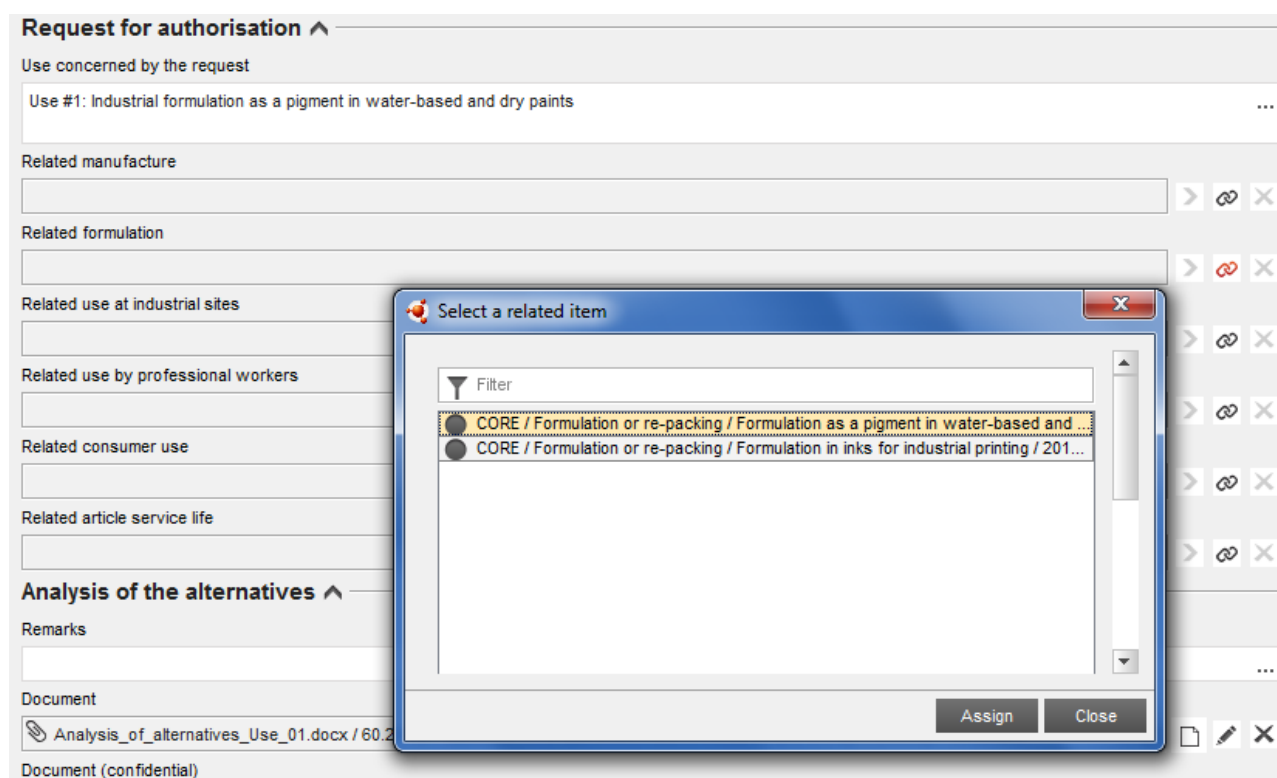 Request for authorisation
Use concerned by the request
Use #1: Industrial formulation as a pigment in water-based and dry paints
...
Related manufacture
Related formulation
Related use at industrial sites
Select a related item
Related use by professional workers
Filter
CORE / Formulation or re-packing / Formulation as a pigment in water-based and ...
Related consumer use
CORE / Formulation or re-packing / Formulation in inks for industrial printing / 201...
Related article service life
Analysis of the alternatives
Remarks
...
Document
Assign Close
Analysis_of_alternatives_Use_01.docx / 60.2
Document (confidential)